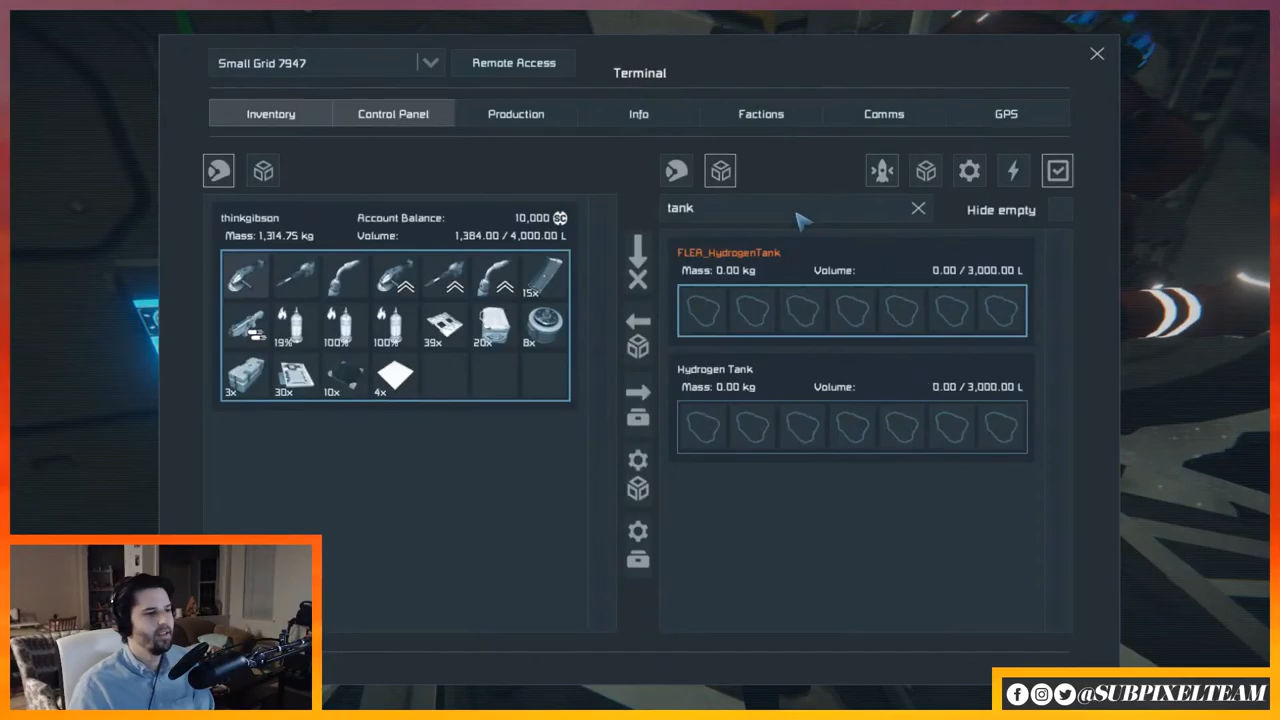 Small Grid 7947
Remote Access
Terminal
Inventory
Control Panel
Production
Info
Factions
Comms
GPS
thinkgibson
Account Balance: 10,000 SC
Mass: 1,314.75 kg
Volume: 1,384.00 / 4,000.00 L
15x
19%
100%
100%
39x
20x
8x
3x
30x
10x
4x
tank
Hide empty
FLEA_HydrogenTank
Mass: 0.00 kg
Volume: 0.00 / 3,000.00 L
Hydrogen Tank
Mass: 0.00 kg
Volume: 0.00 / 3,000.00 L
@SUBPIXELTEAM